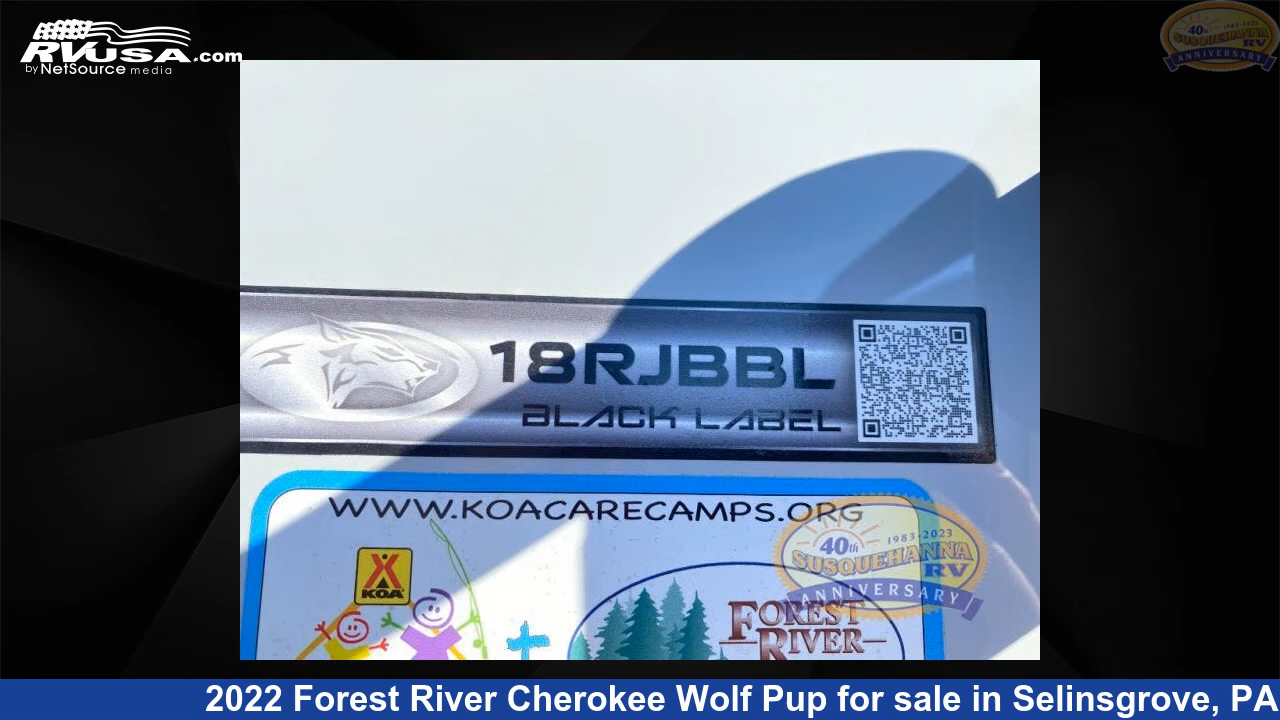 RVUSA.com
by NetSource media
40th
1983-2023
SUSQUEHANNA
RV
ANNIVERSARY
18RJBBL
BLACK LABEL
WWW.KOACARECAMPS.ORG
KOA
40th
1983-2023
SUSQUEHANNA
RV
ANNIVERSARY
FOREST
RIVER
2022 Forest River Cherokee Wolf Pup for sale in Selinsgrove, PA